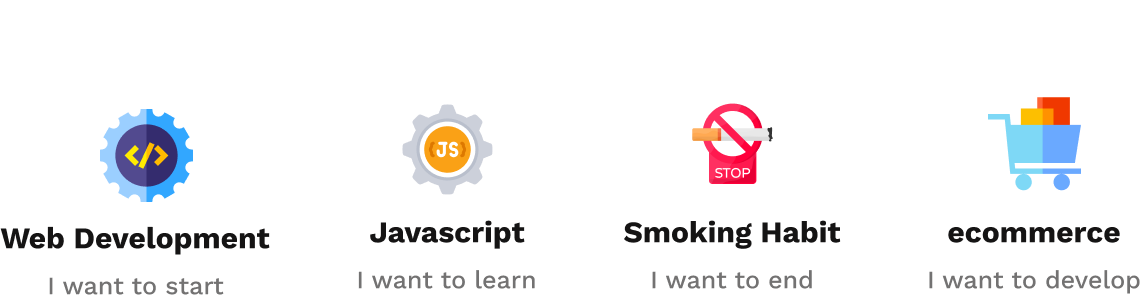 </>
JS
STOP
Web Development
I want to start
Javascript
I want to learn
Smoking Habit
I want to end
ecommerce
I want to develop